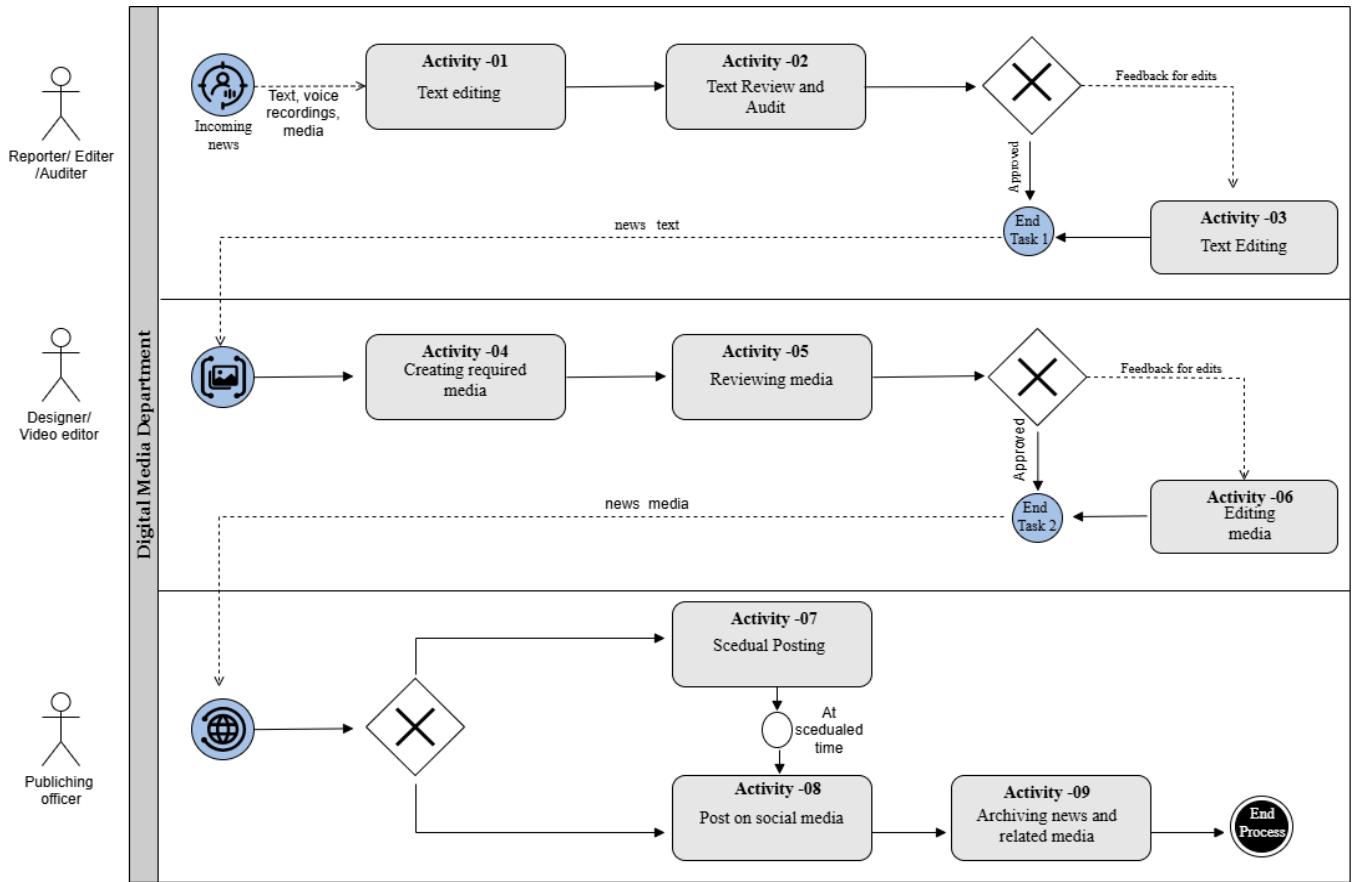 Reporter/ Editer
/Auditer
Incoming
news
Text, voice
recordings,
media
Activity -01
Text editing
Activity -02
Text Review and
Audit
Feedback for edits
Approved
End
Task 1
Activity -03
Text Editing
news text
Digital Media Department
Designer/
Video editor
Activity -04
Creating required
media
Activity -05
Reviewing media
Feedback for edits
Approved
End
Task 2
Activity -06
Editing
media
news media
Publiching
officer
Activity -07
Scedual Posting
At
scedualed
time
Activity -08
Post on social media
Activity -09
Archiving news and
related media
End
Process